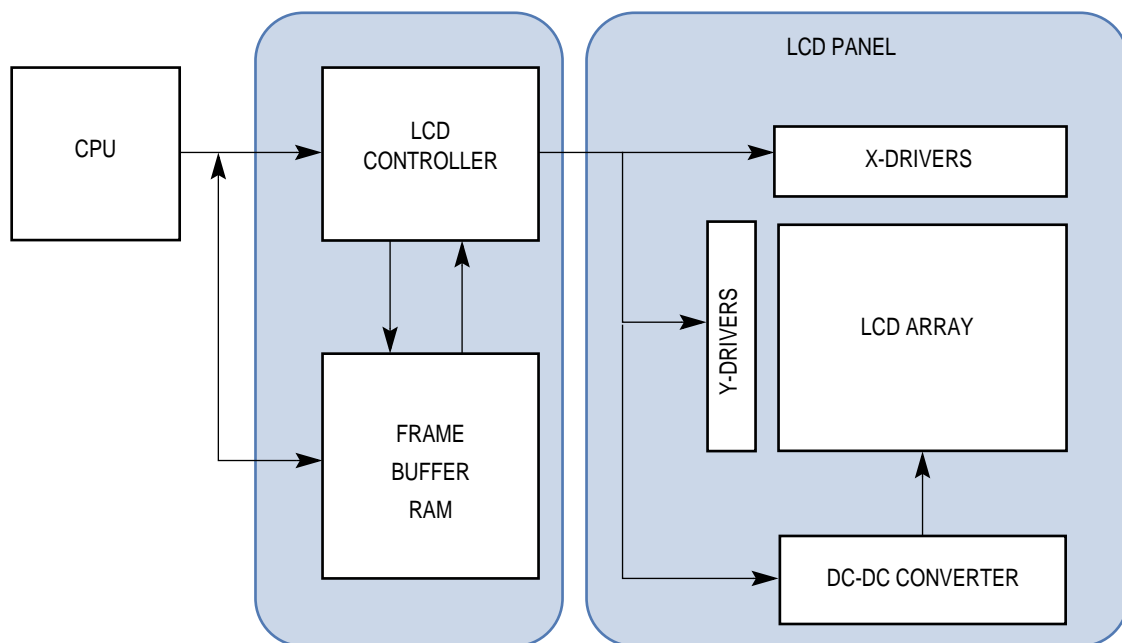 LCD PANEL
CPU
LCD
CONTROLLER
X-DRIVERS
Y-DRIVERS
LCD ARRAY
FRAME
BUFFER
RAM
DC-DC CONVERTER